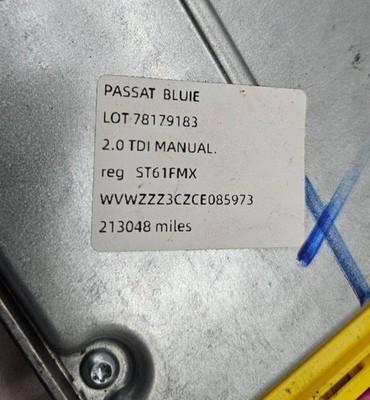 PASSAT BLUIE
LOT 78179183
2.0 TDI MANUAL.
reg ST61FMX
WVWZZZ3CZCE085973
213048 miles